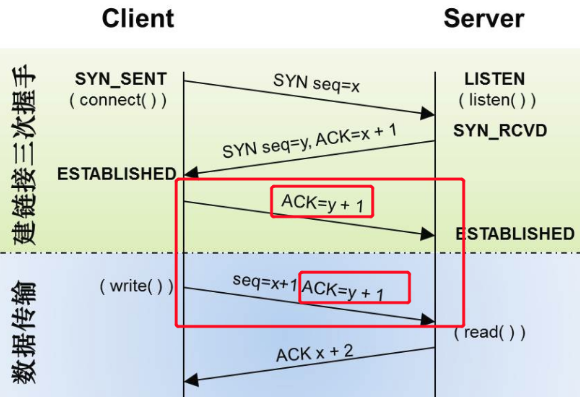 Client
Server
建链接三次握手
SYN_SENT
( connect( ) )
SYN seq=x
LISTEN
( listen( ) )
SYN_RCVD
SYN seq=y, ACK=x + 1
ESTABLISHED
ACK=y + 1
ESTABLISHED
数据传输
( write( ) )
seq=x+1 ACK=y + 1
( read( ) )
ACK x + 2